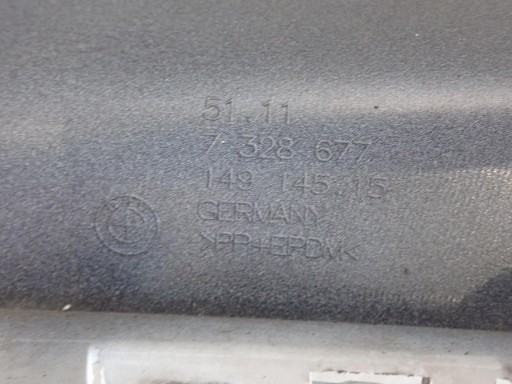 51.11
7 328 677
149 145.15
GERMANY
>PP+EPDM<